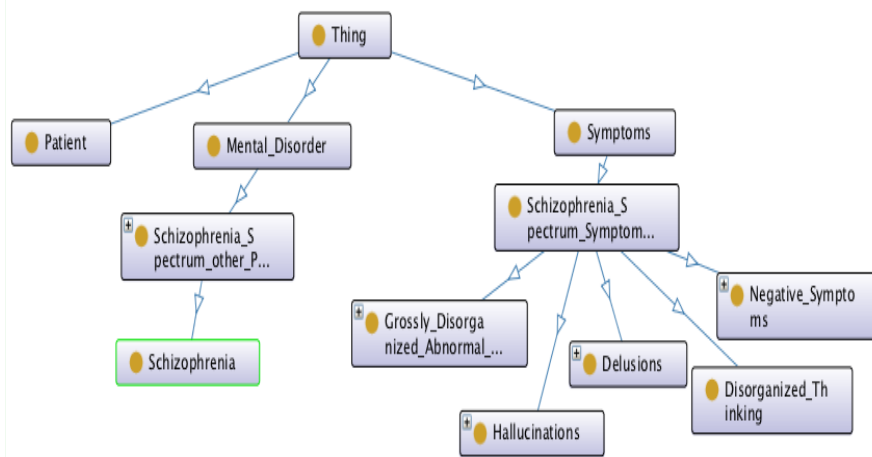 Thing
Patient
Mental_Disorder
Symptoms
Schizophrenia_S
pectrum_other_P...
Schizophrenia_S
pectrum_Symptom...
Schizophrenia
Grossly_Disorga
nized_Abnormal_...
Hallucinations
Delusions
Disorganized_Th
inking
Negative_Sympto
ms